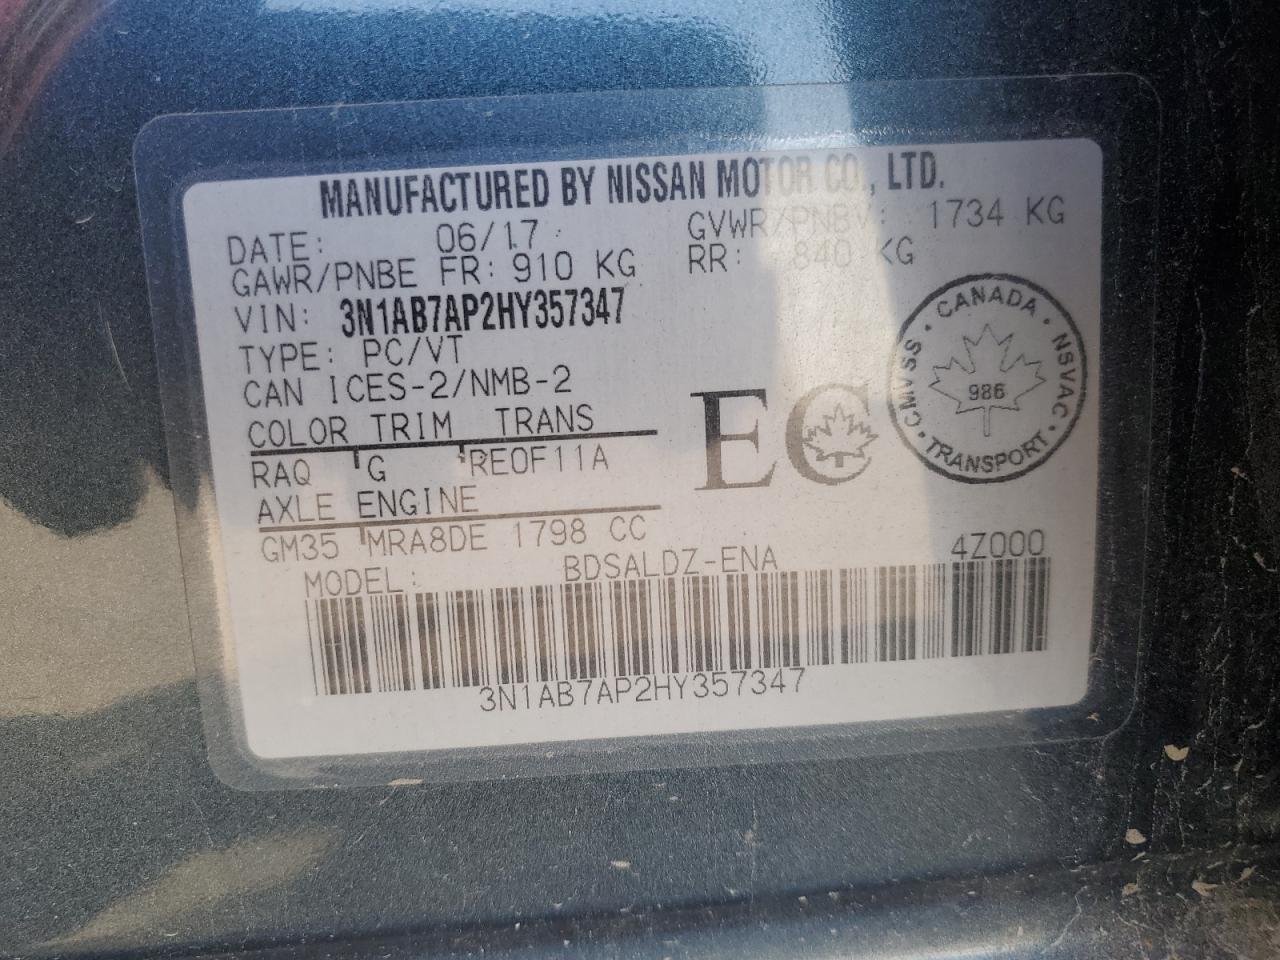 MANUFACTURED BY NISSAN MOTOR CO., LTD.
DATE: 06/17 GVWR/PNBV: 1734 KG
GAWR/PNBE FR: 910 KG RR: 840 KG
VIN: 3N1AB7AP2HY357347
TYPE: PC/VT
CAN ICES-2/NMB-2
COLOR TRIM TRANS
RAQ G RE0F11A
AXLE ENGINE
GM35 MRA8DE 1798 CC
MODEL: BDSALDZ-ENA 4Z000
3N1AB7AP2HY357347
EC
CANADA · NSVAC · TRANSPORT · CMVSS ·
986